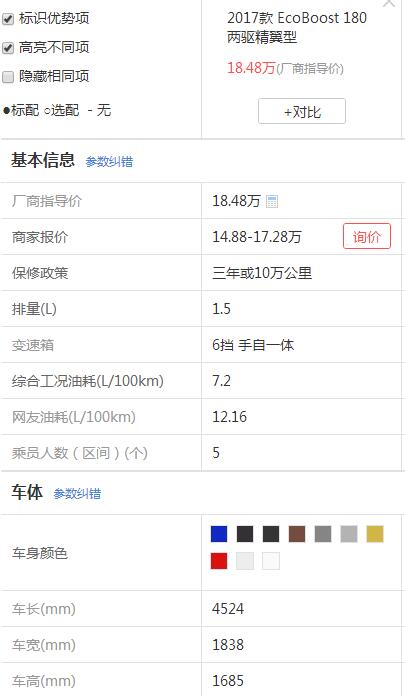 标识优势项
高亮不同项
隐藏相同项
●标配 ○选配 - 无
2017款 EcoBoost 180
两驱精翼型
18.48万(厂商指导价)
+对比
基本信息 参数纠错
厂商指导价 18.48万
商家报价 14.88-17.28万 询价
保修政策 三年或10万公里
排量(L) 1.5
变速箱 6挡 手自一体
综合工况油耗(L/100km) 7.2
网友油耗(L/100km) 12.16
乘员人数（区间）(个) 5
车体 参数纠错
车身颜色
车长(mm) 4524
车宽(mm) 1838
车高(mm) 1685